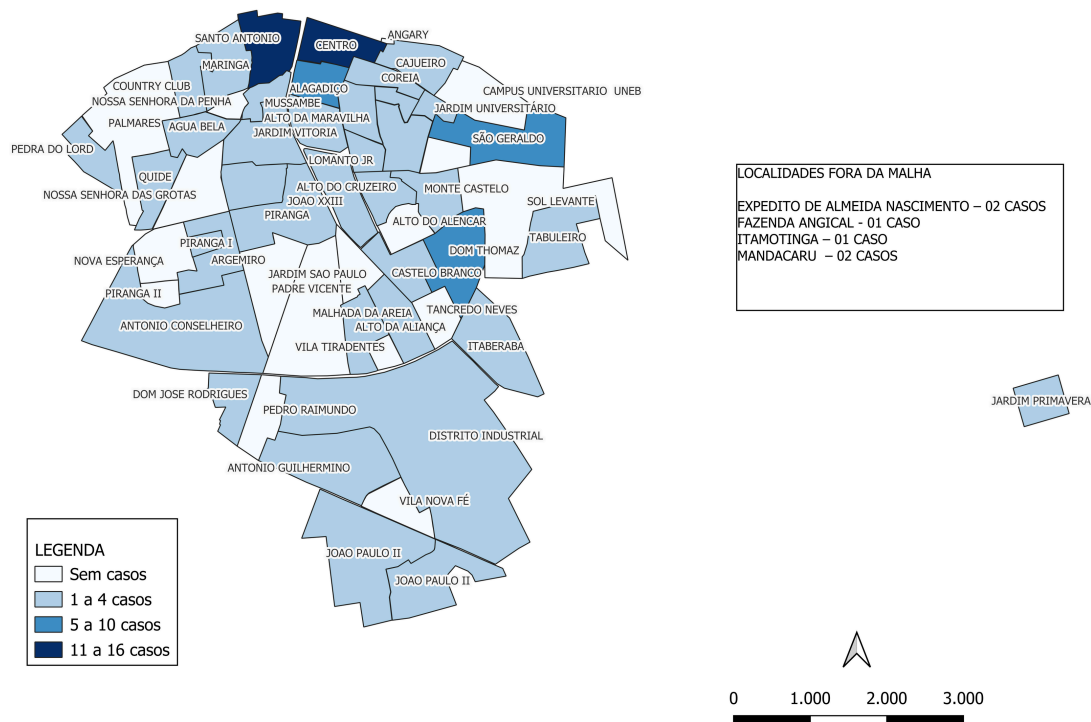 SANTO ANTONIO
CENTRO
ANGARY
MARINGA
CAJUEIRO
COREIA
COUNTRY CLUB
ALAGADIÇO
CAMPUS UNIVERSITARIO UNEB
NOSSA SENHORA DA PENHA
MUSSAMBE
JARDIM UNIVERSITÁRIO
PALMARES
AGUA BELA
ALTO DA MARAVILHA
JARDIM VITORIA
SÃO GERALDO
PEDRA DO LORD
LOMANTO JR
QUIDE
ALTO DO CRUZEIRO
MONTE CASTELO
NOSSA SENHORA DAS GROTAS
JOAO XXIII
SOL LEVANTE
PIRANGA
ALTO DO ALENCAR
PIRANGA I
TABULEIRO
NOVA ESPERANÇA
ARGEMIRO
DOM THOMAZ
JARDIM SAO PAULO
CASTELO BRANCO
PADRE VICENTE
PIRANGA II
MALHADA DA AREIA
TANCREDO NEVES
ANTONIO CONSELHEIRO
ALTO DA ALIANÇA
VILA TIRADENTES
ITABERABA
DOM JOSE RODRIGUES
PEDRO RAIMUNDO
DISTRITO INDUSTRIAL
ANTONIO GUILHERMINO
VILA NOVA FÉ
JOAO PAULO II
JOAO PAULO II
JARDIM PRIMAVERA
LOCALIDADES FORA DA MALHA
EXPEDITO DE ALMEIDA NASCIMENTO – 02 CASOS
FAZENDA ANGICAL - 01 CASO
ITAMOTINGA – 01 CASO
MANDACARU – 02 CASOS
LEGENDA
Sem casos
1 a 4 casos
5 a 10 casos
11 a 16 casos
0 1.000 2.000 3.000